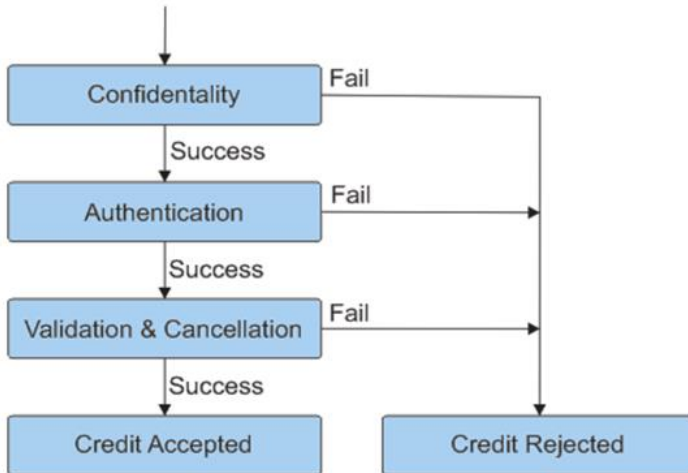 Confidentality
Fail
Success
Authentication
Fail
Success
Validation & Cancellation
Fail
Success
Credit Accepted
Credit Rejected